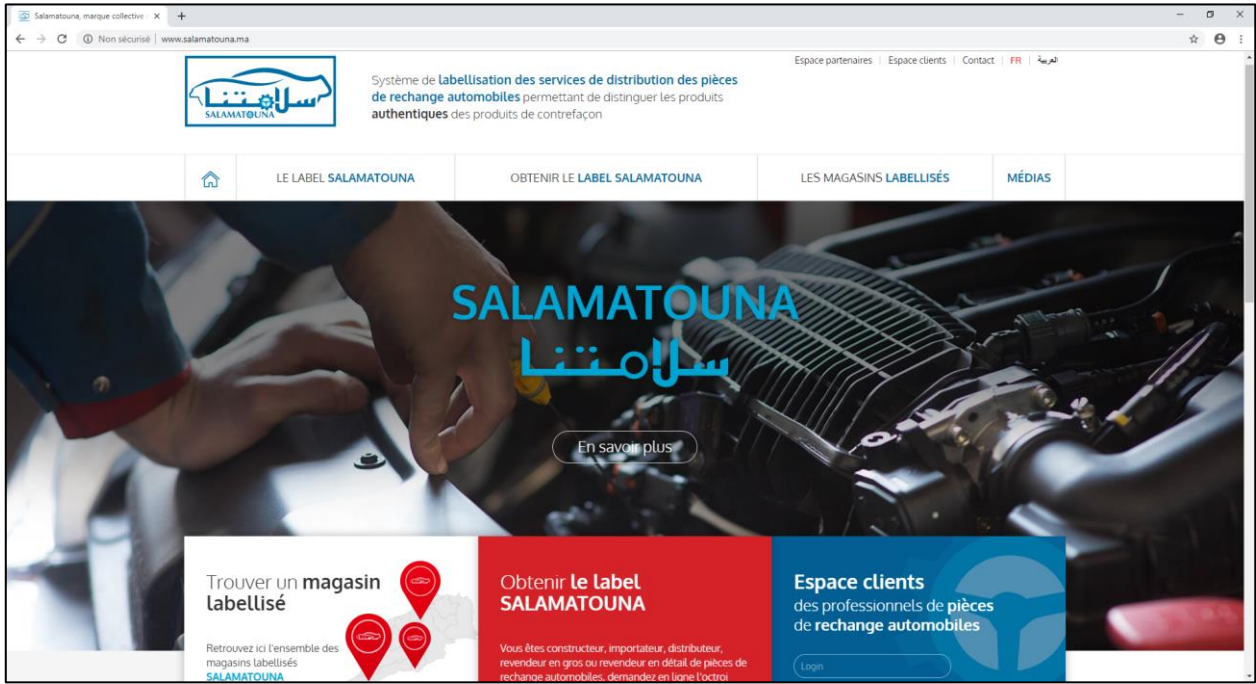 Salamatouna, marque collective
Non sécurisé | www.salamatouna.ma
سلامتنا
SALAMATOUNA
Système de labellisation des services de distribution des pièces
de rechange automobiles permettant de distinguer les produits
authentiques des produits de contrefaçon
Espace partenaires | Espace clients | Contact | FR | العربية
LE LABEL SALAMATOUNA
OBTENIR LE LABEL SALAMATOUNA
LES MAGASINS LABELLISÉS
MÉDIAS
SALAMATOUNA
سلامتنا
En savoir plus
Trouver un magasin
labellisé
Retrouvez ici l'ensemble des
magasins labellisés
SALAMATOUNA
Obtenir le label
SALAMATOUNA
Vous êtes constructeur, importateur, distributeur,
revendeur en gros ou revendeur en détail de pièces de
rechange automobiles, demandez en ligne l'octroi
Espace clients
des professionnels de pièces
de rechange automobiles
Login